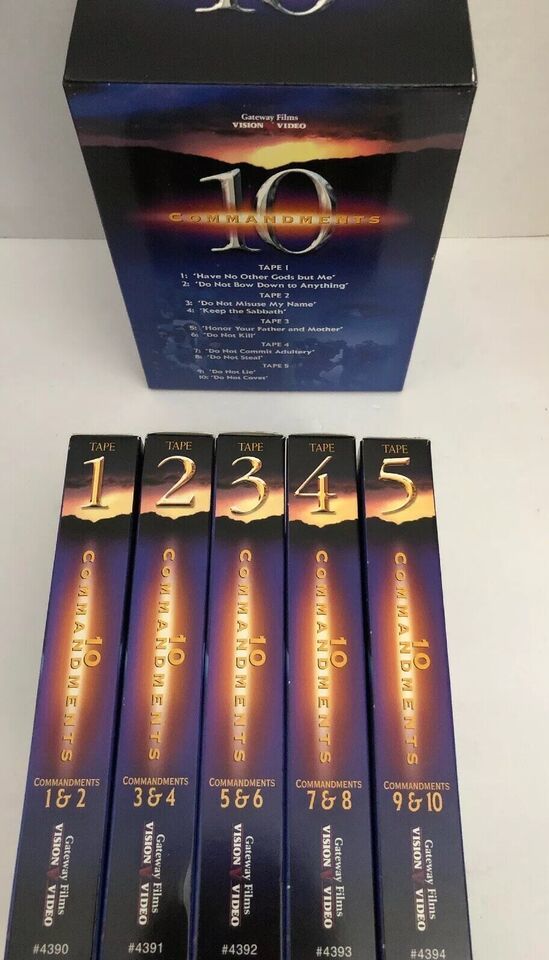 10
Gateway Films
VISION VIDEO
10
COMMANDMENTS
TAPE 1
1: 'Have No Other Gods but Me'
2: 'Do Not Bow Down to Anything'
TAPE 2
3: 'Do Not Misuse My Name'
4: 'Keep the Sabbath'
TAPE 3
5: 'Honor Your Father and Mother'
6: 'Do Not Kill'
TAPE 4
7: 'Do Not Commit Adultery'
8: 'Do Not Steal'
TAPE 5
9: 'Do Not Lie'
10: 'Do Not Covet'
TAPE
1
10
COMMANDMENTS
COMMANDMENTS
1 & 2
Gateway Films
VISION VIDEO
#4390
TAPE
2
10
COMMANDMENTS
COMMANDMENTS
3 & 4
Gateway Films
VISION VIDEO
#4391
TAPE
3
10
COMMANDMENTS
COMMANDMENTS
5 & 6
Gateway Films
VISION VIDEO
#4392
TAPE
4
10
COMMANDMENTS
COMMANDMENTS
7 & 8
Gateway Films
VISION VIDEO
#4393
TAPE
5
10
COMMANDMENTS
COMMANDMENTS
9 & 10
Gateway Films
VISION VIDEO
#4394